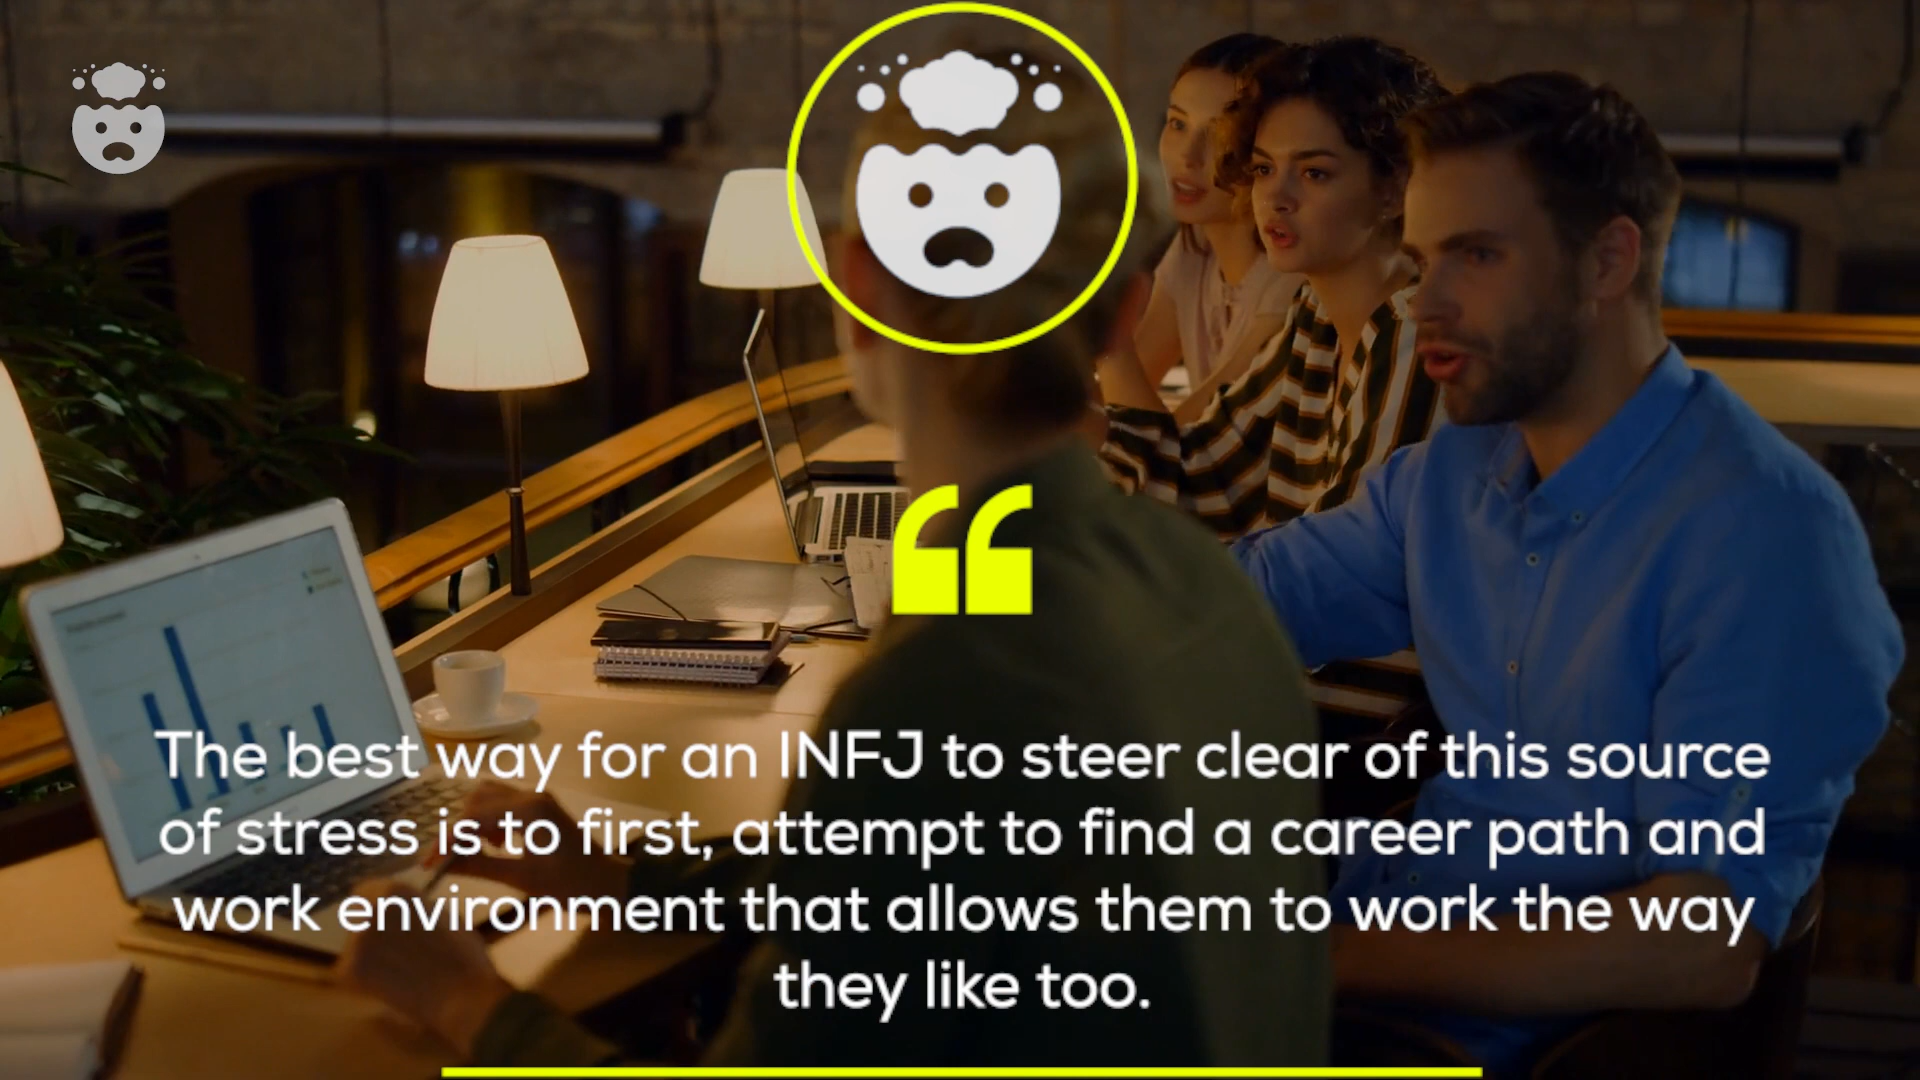 The best way for an INFJ to steer clear of this source
of stress is to first, attempt to find a career path and
work environment that allows them to work the way
they like too.